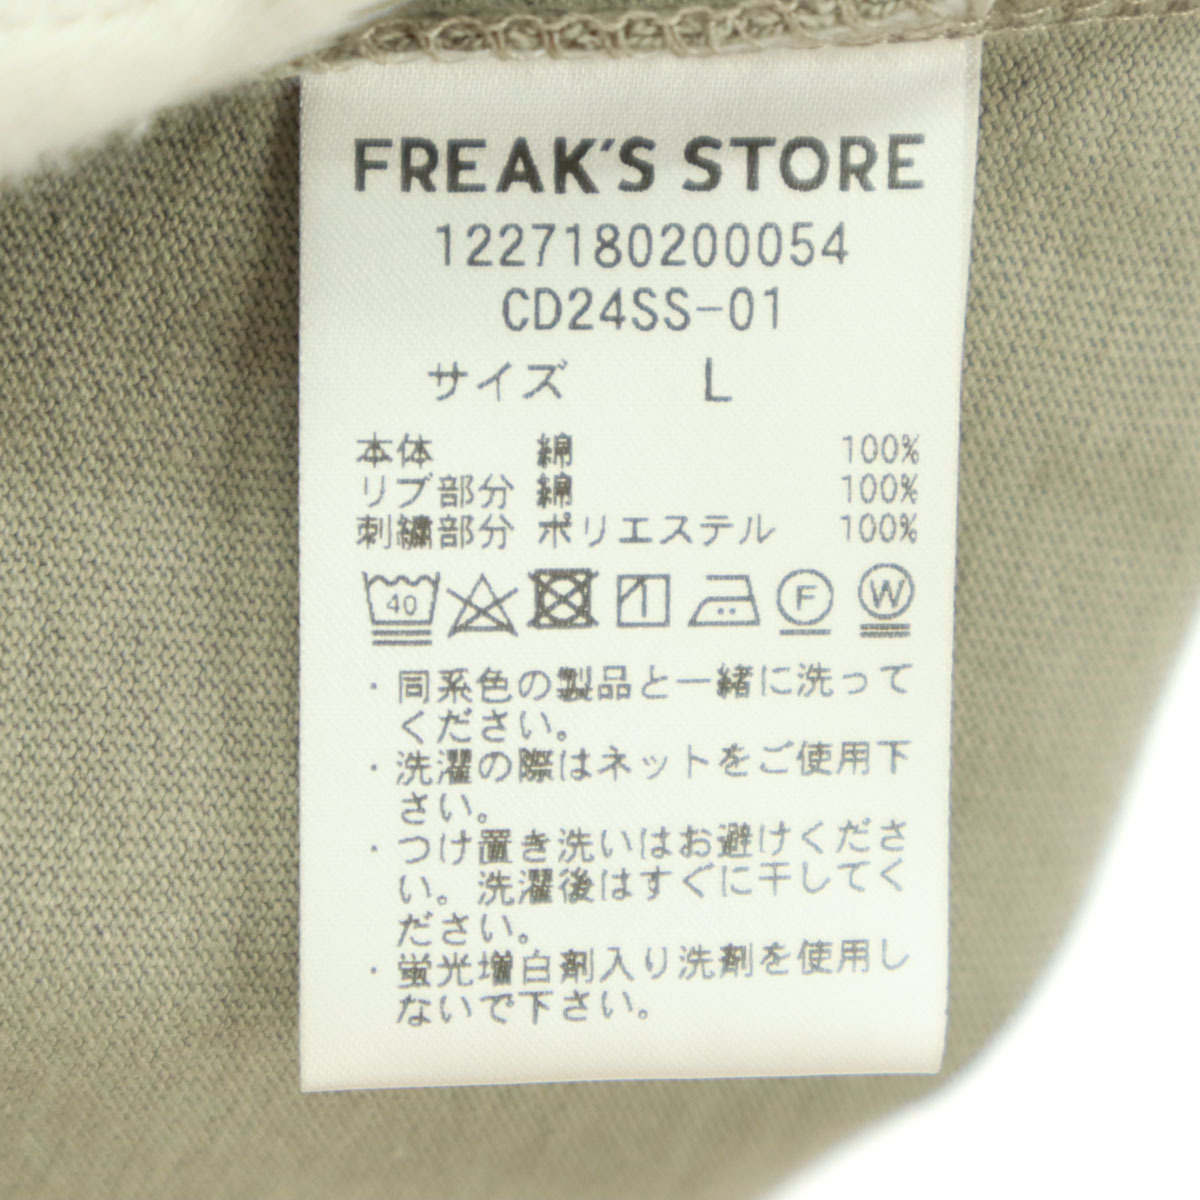 FREAK'S STORE
1227180200054
CD24SS-01
サイズ L
本体 綿 100%
リブ部分 綿 100%
刺繍部分 ポリエステル 100%
40 F W
・同系色の製品と一緒に洗って
ください。
・洗濯の際はネットをご使用下
さい。
・つけ置き洗いはお避けくださ
い。洗濯後はすぐに干してく
ださい。
・蛍光増白剤入り洗剤を使用し
ないで下さい。